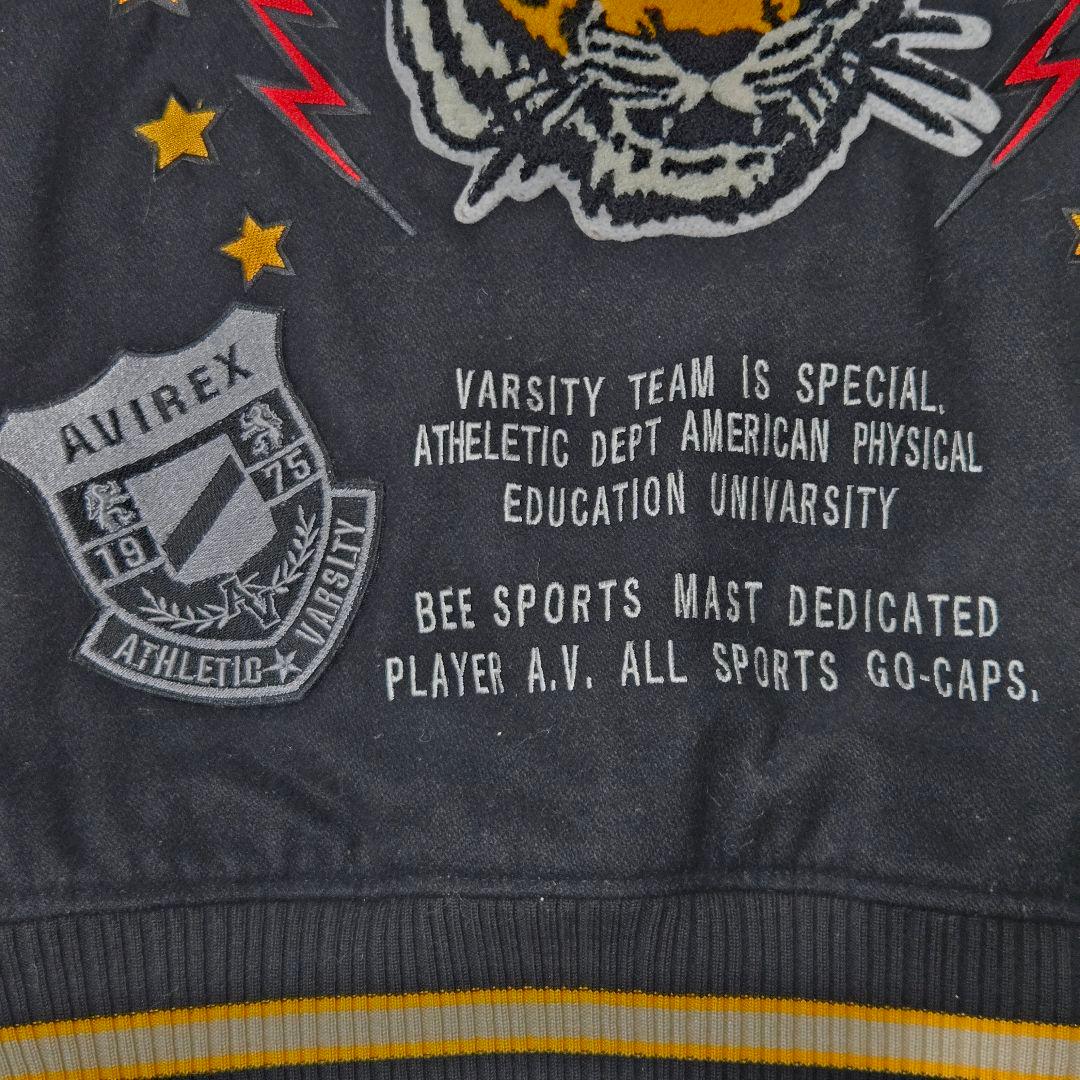 AVIREX
19 75
AV
ATHLETIC VARSITY
VARSITY TEAM IS SPECIAL.
ATHELETIC DEPT AMERICAN PHYSICAL
EDUCATION UNIVARSITY
BEE SPORTS MAST DEDICATED
PLAYER A.V. ALL SPORTS GO-CAPS.